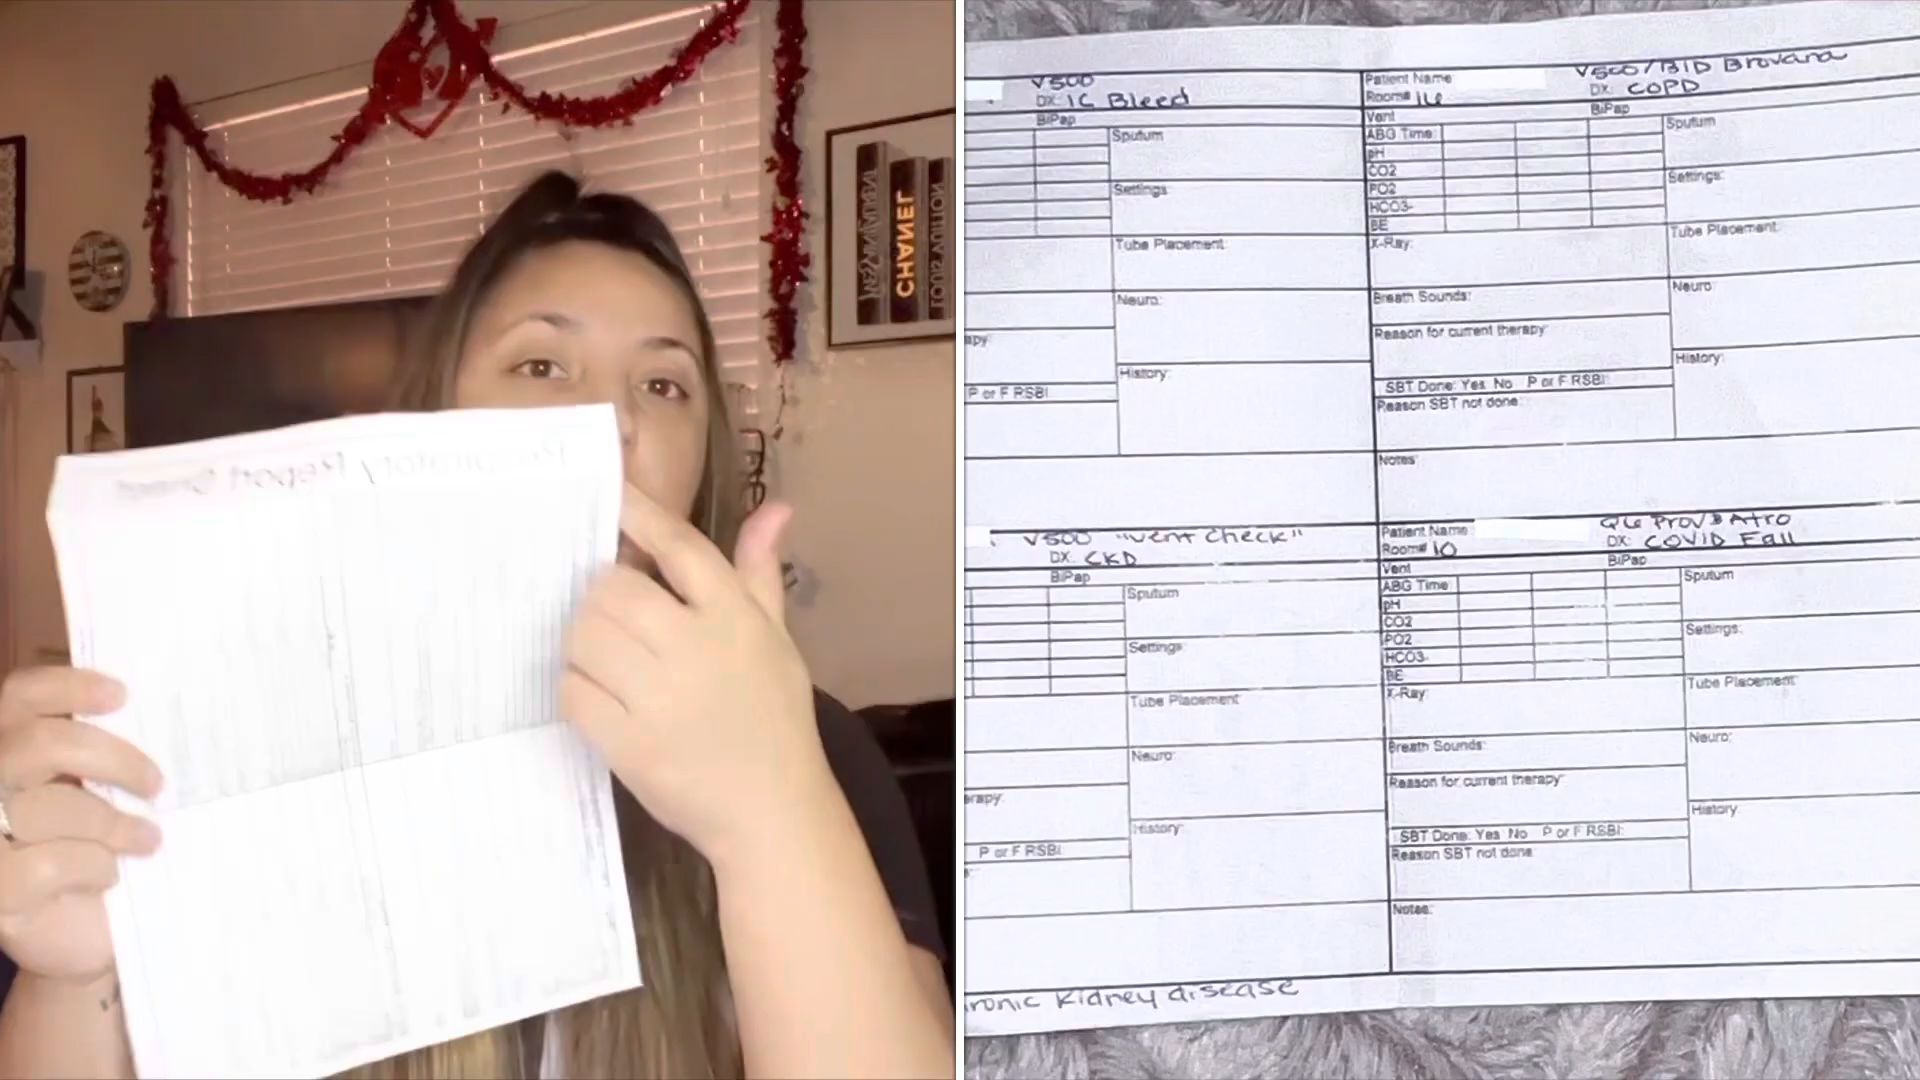 CHANEL
Respiratory Report Sheet
V500
DX: IC Bleed
BiPap
Sputum
Settings:
Tube Placement:
Neuro:
History:
P or F RSBI
Patient Name
V500/BID Brovana
Room# 14
DX: COPD
Vent
BiPap
ABG Time
Sputum
pH
CO2
Settings:
PO2
HCO3-
BE
X-Ray:
Tube Placement:
Breath Sounds:
Neuro:
Reason for current therapy:
History:
SBT Done: Yes No P or F RSBI:
Reason SBT not done:
Notes:
V500 "Vent Check"
DX: CKD
BiPap
Sputum
Settings:
Tube Placement
Neuro:
History:
P or F RSBI
Patient Name
Q6 Prov/B Atro
Room# 10
DX: COVID Fall
Vent
BiPap
ABG Time
Sputum
pH
CO2
PO2
Settings:
HCO3-
BE
X-Ray:
Tube Placement:
Breath Sounds:
Neuro:
Reason for current therapy:
History
SBT Done: Yes No P or F RSBI:
Reason SBT not done
Notes:
ronic Kidney disease